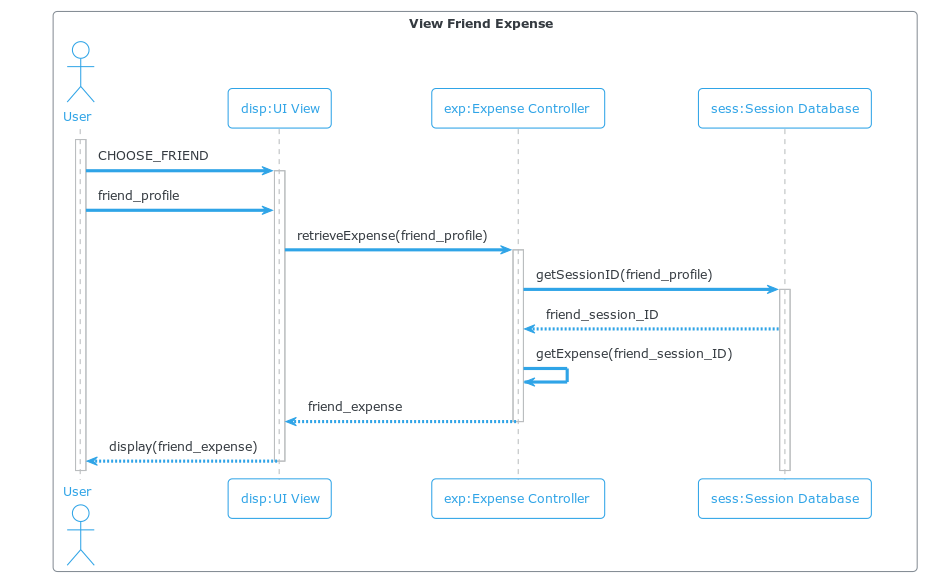 View Friend Expense
User
disp:UI View
exp:Expense Controller
sess:Session Database
CHOOSE_FRIEND
friend_profile
retrieveExpense(friend_profile)
getSessionID(friend_profile)
friend_session_ID
getExpense(friend_session_ID)
friend_expense
display(friend_expense)
User
disp:UI View
exp:Expense Controller
sess:Session Database